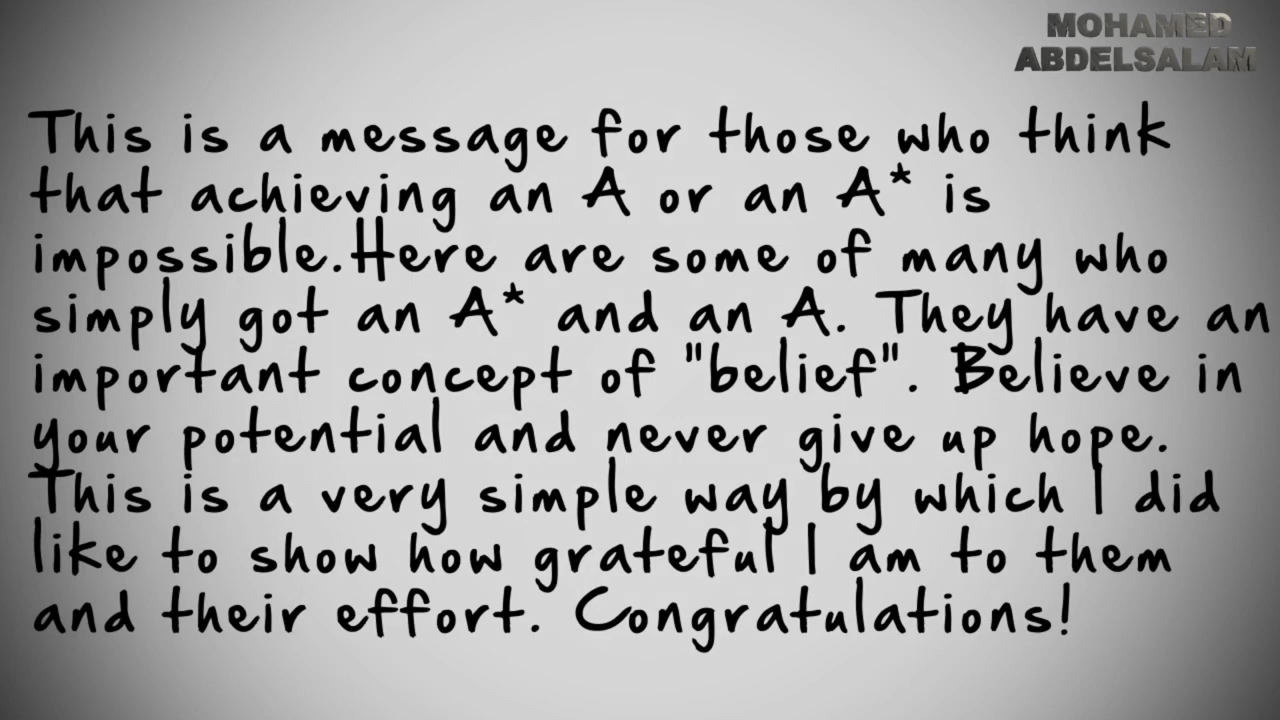 MOHAMED
ABDELSALAM
This is a message for those who think
that achieving an A or an A* is
impossible.Here are some of many who
simply got an A* and an A. They have an
important concept of "belief". Believe in
your potential and never give up hope.
This is a very simple way by which I did
like to show how grateful I am to them
and their effort. Congratulations!